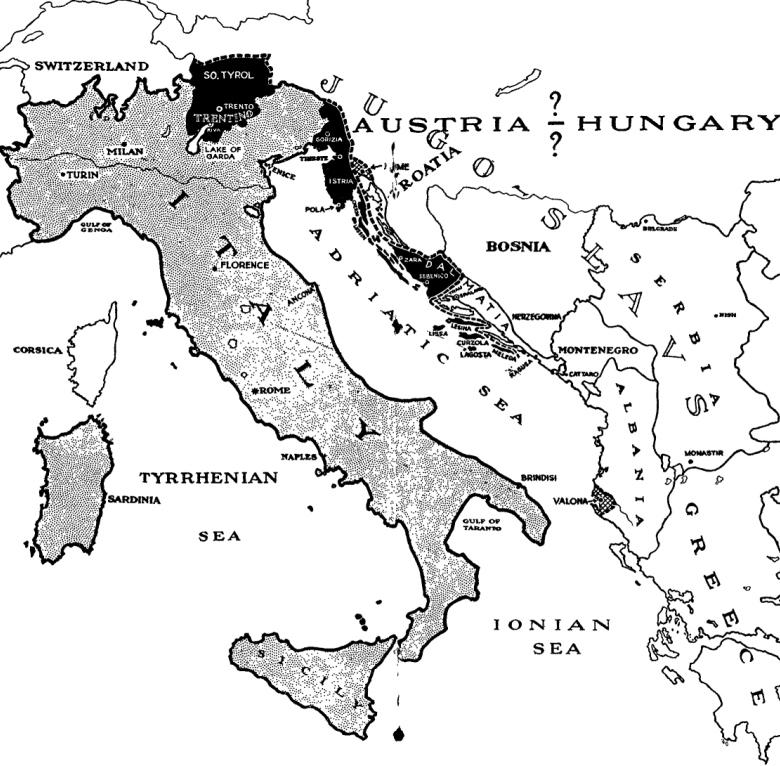 SWITZERLAND
SO. TYROL
TRENTO
TRENTINO
RIVA
LAKE OF GARDA
MILAN
TURIN
VENICE
GULF OF GENOA
JUGO SLAVS
AUSTRIA ? — ? HUNGARY
GORIZIA
TRIESTE
ISTRIA
POLA
CROATIA
ITALY
FLORENCE
ANCONA
ADRIATIC SEA
ZARA
SEBENICO
DALMATIA
BOSNIA
BELGRADE
SERBIA
NISH
HERZEGOVINA
LISSA
LESINA
CURZOLA
LAGOSTA
MELEDA
RAGUSA
MONTENEGRO
CATTARO
CORSICA
ROME
ALBANIA
MONASTIR
NAPLES
BRINDISI
VALONA
TYRRHENIAN
SEA
SARDINIA
GULF OF TARANTO
GREECE
IONIAN
SEA
SICILY